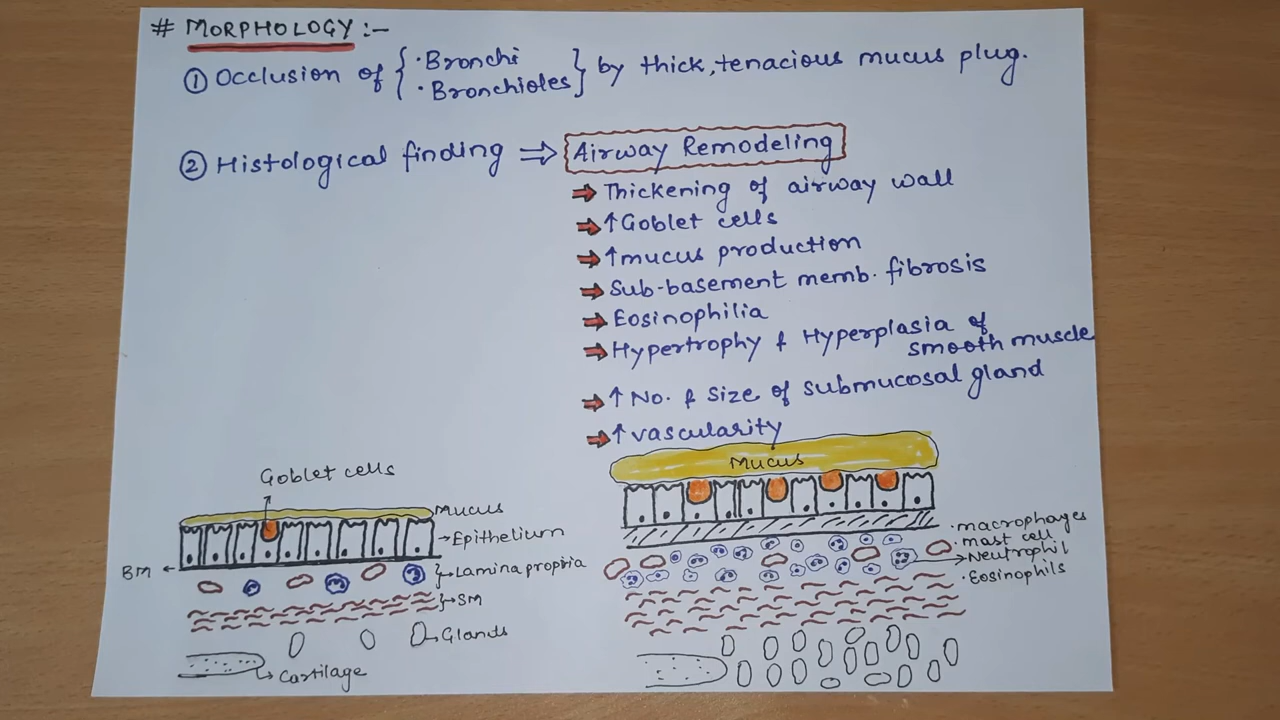 # MORPHOLOGY :-
① Occlusion of { · Bronchi
· Bronchioles } by thick, tenacious mucus plug.
② Histological finding ⇒ Airway Remodeling
➡ Thickening of airway wall
➡ ↑ Goblet cells
➡ ↑ mucus production
➡ Sub-basement memb. fibrosis
➡ Eosinophilia
➡ Hypertrophy & Hyperplasia of
smooth muscle
➡ ↑ No. & Size of submucosal gland
➡ ↑ vascularity
Goblet cells
Mucus
Epithelium
BM
Lamina propria
SM
Glands
Cartilage
Mucus
· macrophages
· mast cell
Neutrophil
· Eosinophils